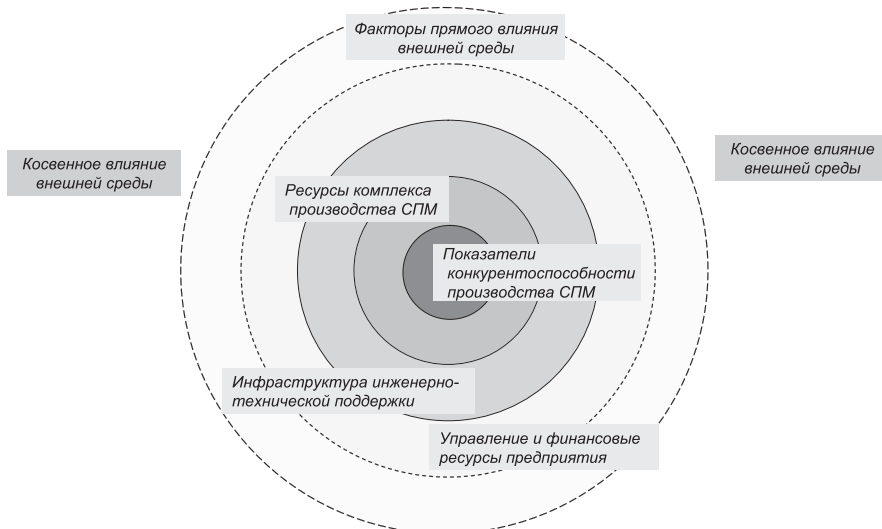 Факторы прямого влияния
внешней среды
Косвенное влияние
внешней среды
Косвенное влияние
внешней среды
Ресурсы комплекса
производства СПМ
Показатели
конкурентоспособности
производства СПМ
Инфраструктура инженерно-
технической поддержки
Управление и финансовые
ресурсы предприятия